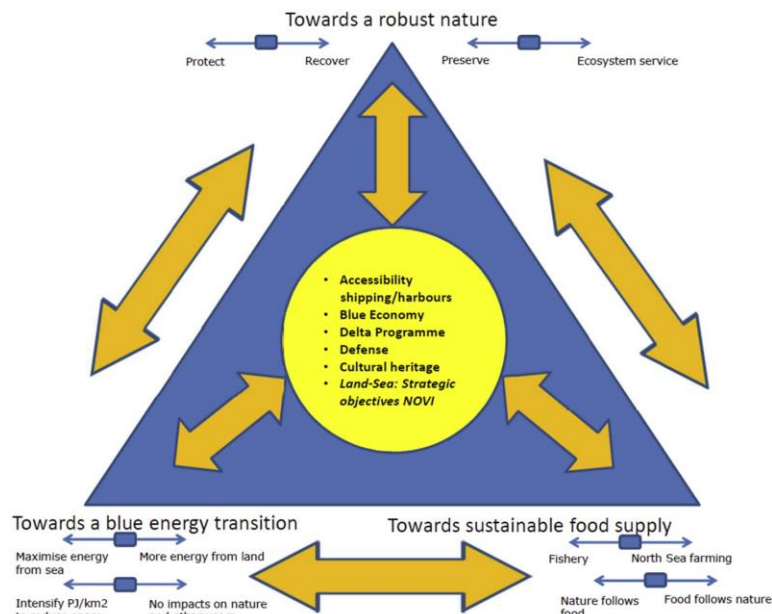 Towards a robust nature
Protect
Recover
Preserve
Ecosystem service
• Accessibility
shipping/harbours
• Blue Economy
• Delta Programme
• Defense
• Cultural heritage
• Land-Sea: Strategic
objectives NOVI
Towards a blue energy transition
Maximise energy
from sea
More energy from land
Intensify PJ/km2
No impacts on nature
Towards sustainable food supply
Fishery
North Sea farming
Nature follows
food
Food follows nature